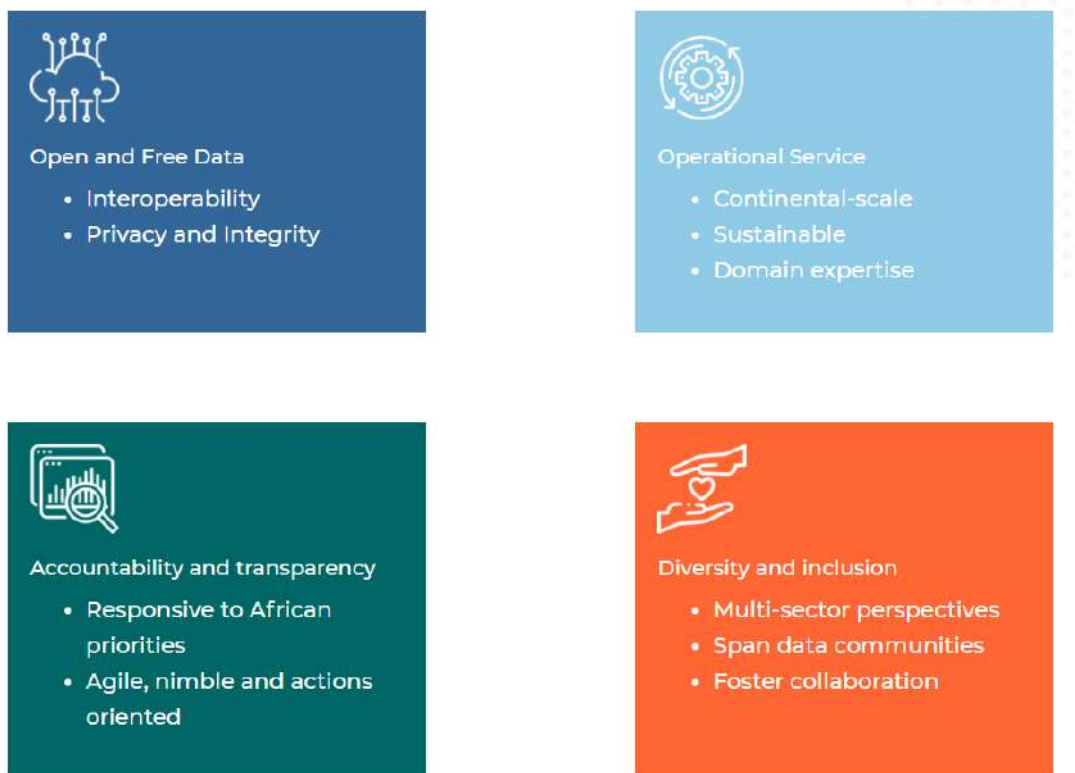 Open and Free Data
• Interoperability
• Privacy and Integrity
Operational Service
• Continental-scale
• Sustainable
• Domain expertise
Accountability and transparency
• Responsive to African
priorities
• Agile, nimble and actions
oriented
Diversity and inclusion
• Multi-sector perspectives
• Span data communities
• Foster collaboration